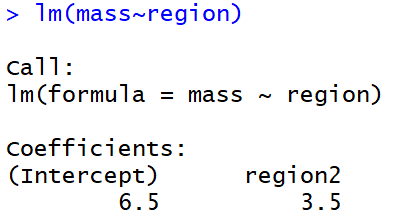 > lm(mass~region)
Call:
lm(formula = mass ~ region)
Coefficients:
(Intercept) region2
6.5 3.5